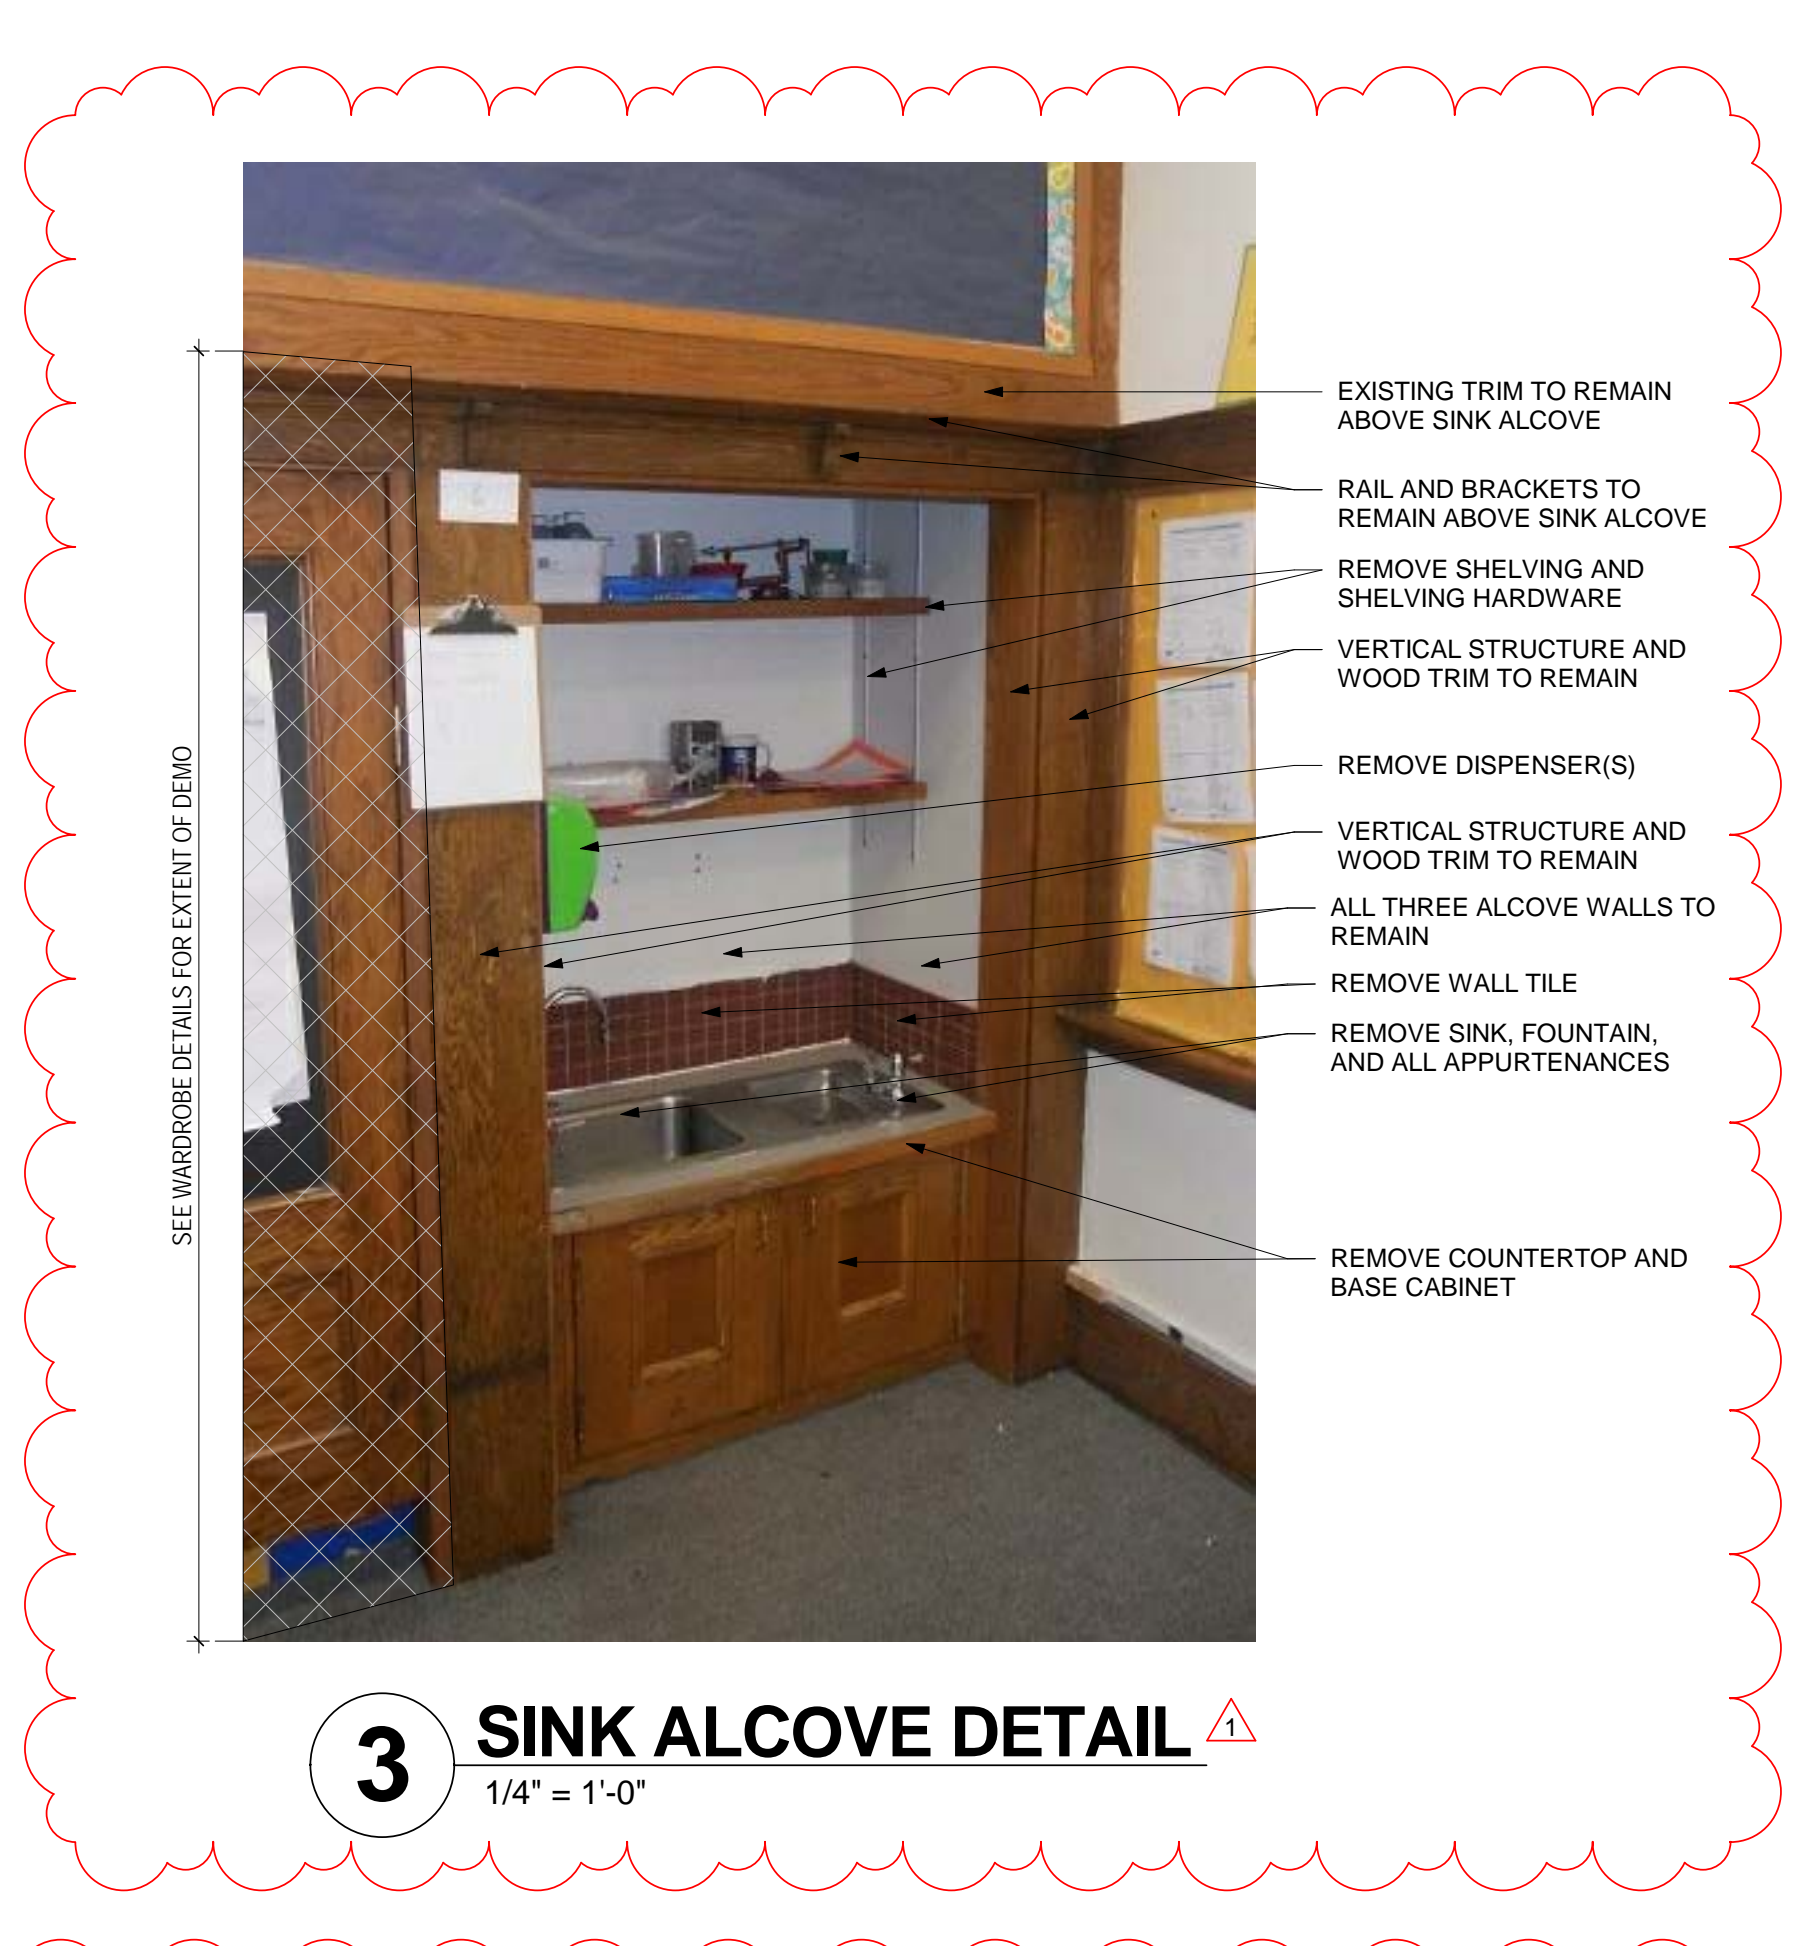 EXISTING TRIM TO REMAIN
ABOVE SINK ALCOVE
RAIL AND BRACKETS TO
REMAIN ABOVE SINK ALCOVE
REMOVE SHELVING AND
SHELVING HARDWARE
VERTICAL STRUCTURE AND
WOOD TRIM TO REMAIN
REMOVE DISPENSER(S)
VERTICAL STRUCTURE AND
WOOD TRIM TO REMAIN
ALL THREE ALCOVE WALLS TO
REMAIN
REMOVE WALL TILE
REMOVE SINK, FOUNTAIN,
AND ALL APPURTENANCES
REMOVE COUNTERTOP AND
BASE CABINET
SEE WARDROBE DETAILS FOR EXTENT OF DEMO
3
SINK ALCOVE DETAIL
1
1/4" = 1'-0"